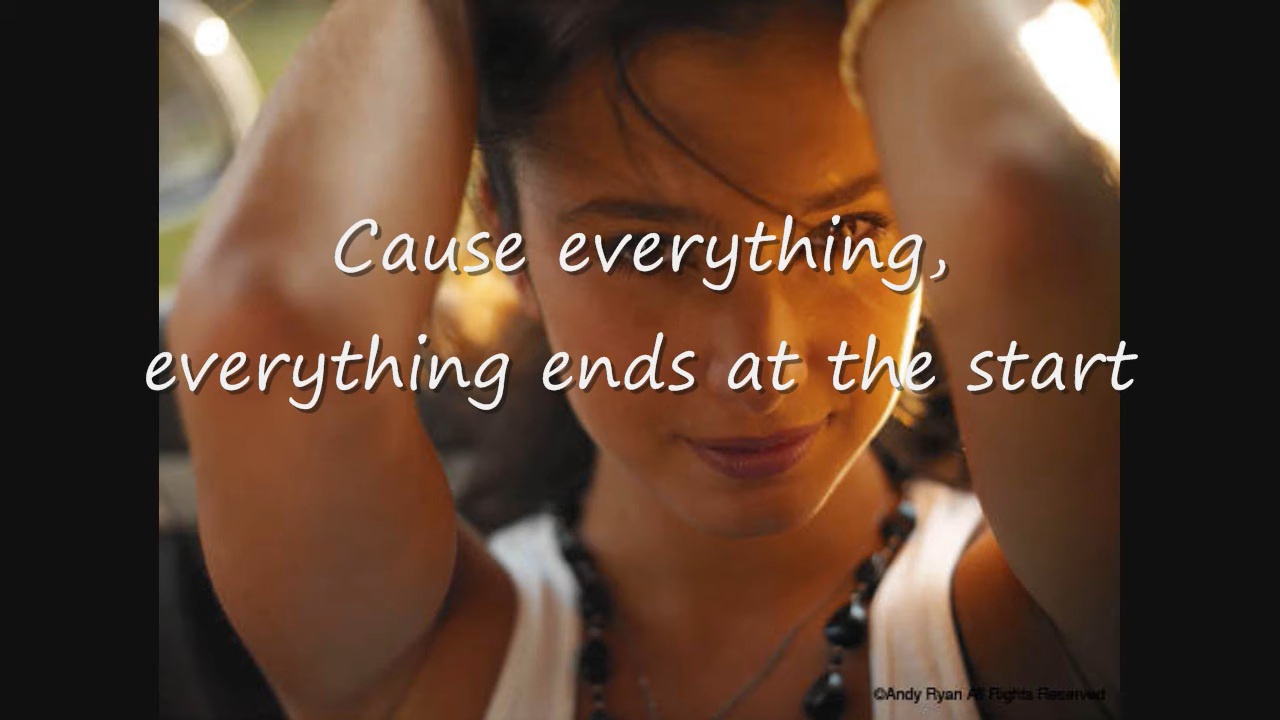 Cause everything,
everything ends at the start
©Andy Ryan All Rights Reserved